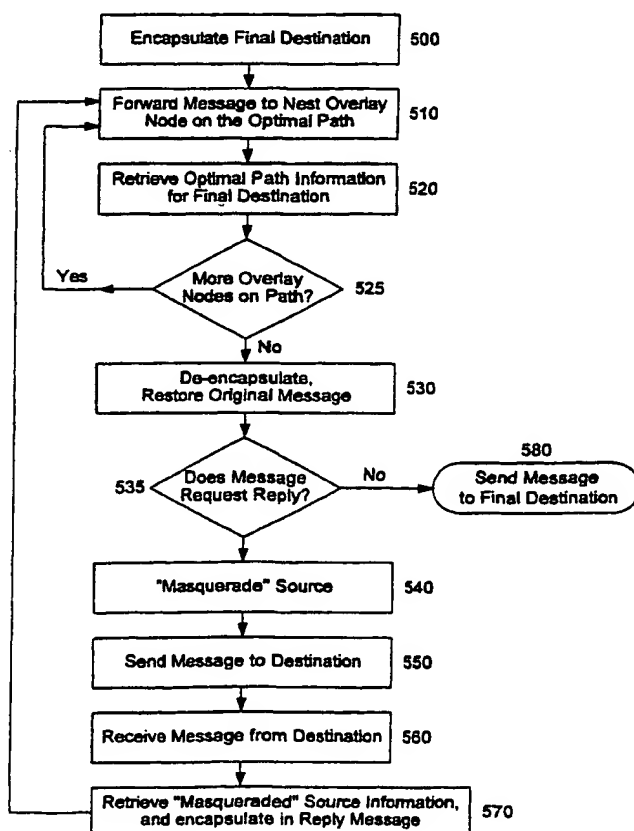 Encapsulate Final Destination 500
Forward Message to Nest Overlay
Node on the Optimal Path 510
Retrieve Optimal Path Information
for Final Destination 520
Yes
More Overlay
Nodes on Path? 525
No
De-encapsulate,
Restore Original Message 530
535 Does Message
Request Reply?
No
580
Send Message
to Final Destination
"Masquerade" Source 540
Send Message to Destination 550
Receive Message from Destination 560
Retrieve "Masqueraded" Source Information,
and encapsulate in Reply Message 570